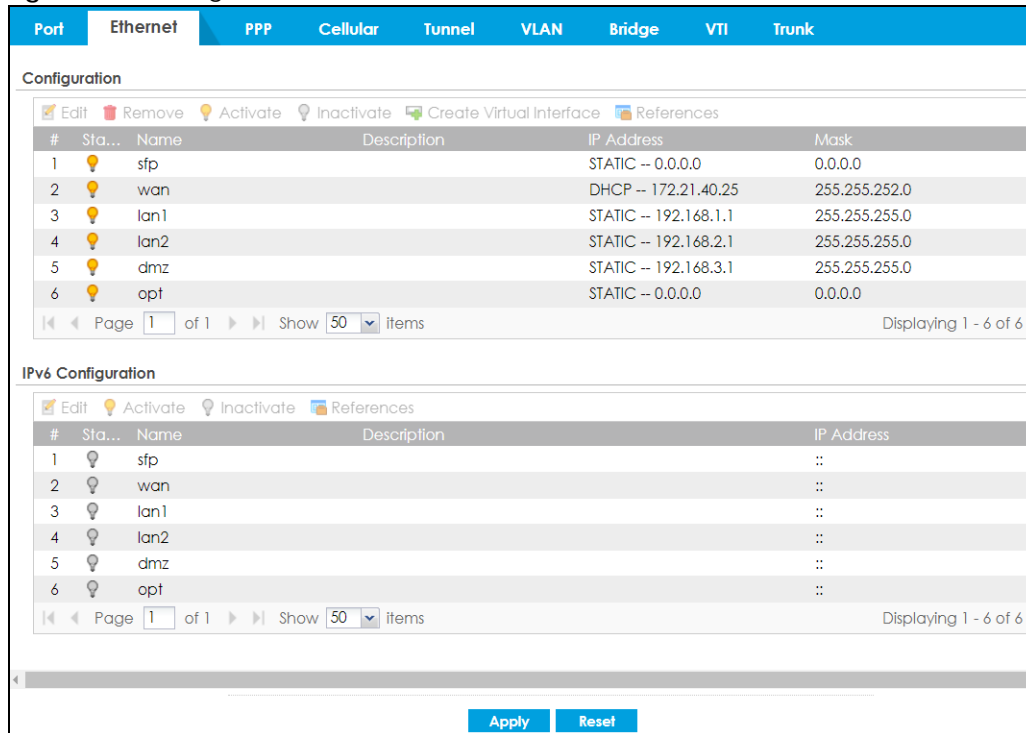 Port Ethernet PPP Cellular Tunnel VLAN Bridge VTI Trunk
Configuration
Edit Remove Activate Inactivate Create Virtual Interface References
# Sta... Name Description IP Address Mask
1 sfp STATIC -- 0.0.0.0 0.0.0.0
2 wan DHCP -- 172.21.40.25 255.255.252.0
3 lan1 STATIC -- 192.168.1.1 255.255.255.0
4 lan2 STATIC -- 192.168.2.1 255.255.255.0
5 dmz STATIC -- 192.168.3.1 255.255.255.0
6 opt STATIC -- 0.0.0.0 0.0.0.0
Page 1 of 1 Show 50 items Displaying 1 - 6 of 6
IPv6 Configuration
Edit Activate Inactivate References
# Sta... Name Description IP Address
1 sfp ::
2 wan ::
3 lan1 ::
4 lan2 ::
5 dmz ::
6 opt ::
Page 1 of 1 Show 50 items Displaying 1 - 6 of 6
Apply Reset